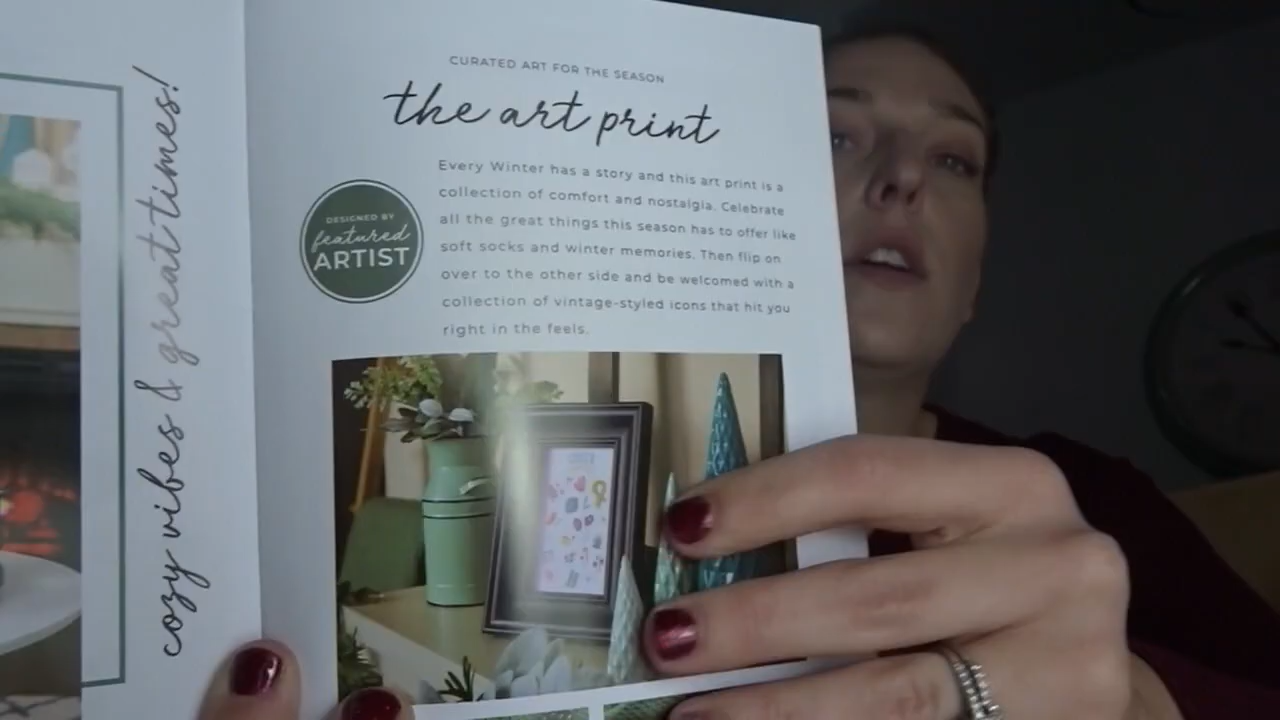 cozy vibes & great times!
CURATED ART FOR THE SEASON
the art print
Every Winter has a story and this art print is a
collection of comfort and nostalgia. Celebrate
all the great things this season has to offer like
soft socks and winter memories. Then flip on
over to the other side and be welcomed with a
collection of vintage-styled icons that hit you
right in the feels.
DESIGNED BY
featured
ARTIST